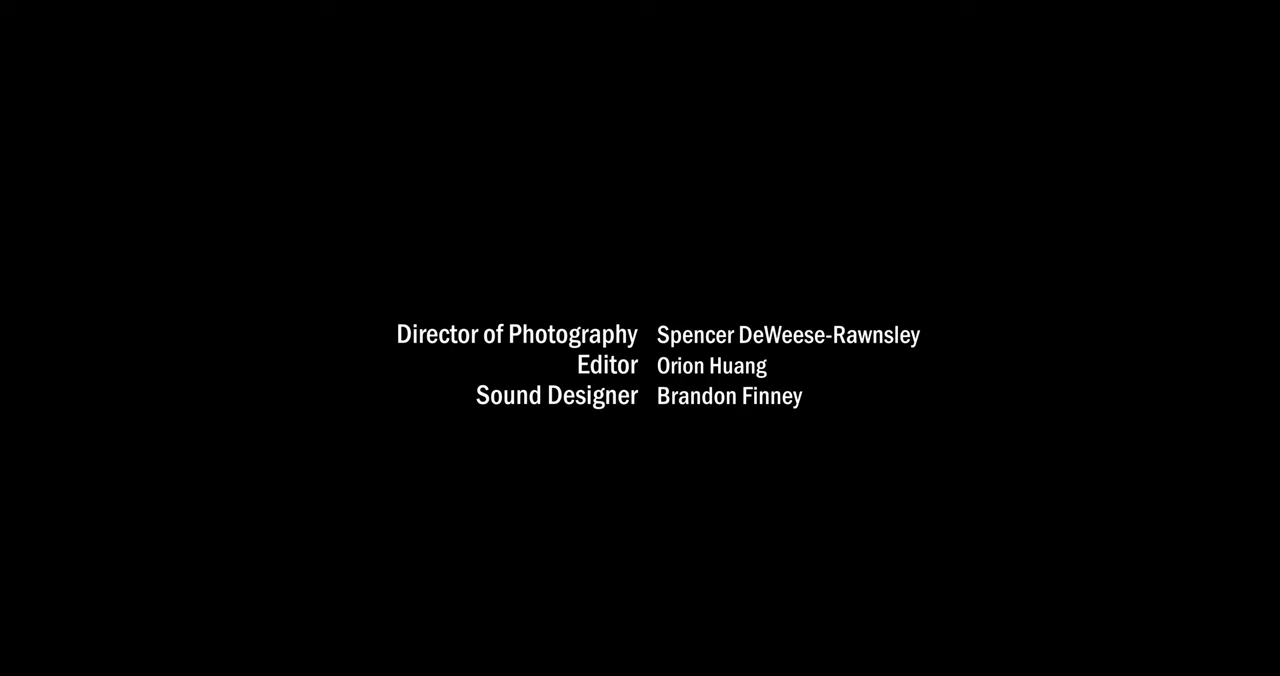 Director of Photography Spencer DeWeese-Rawnsley
Editor Orion Huang
Sound Designer Brandon Finney